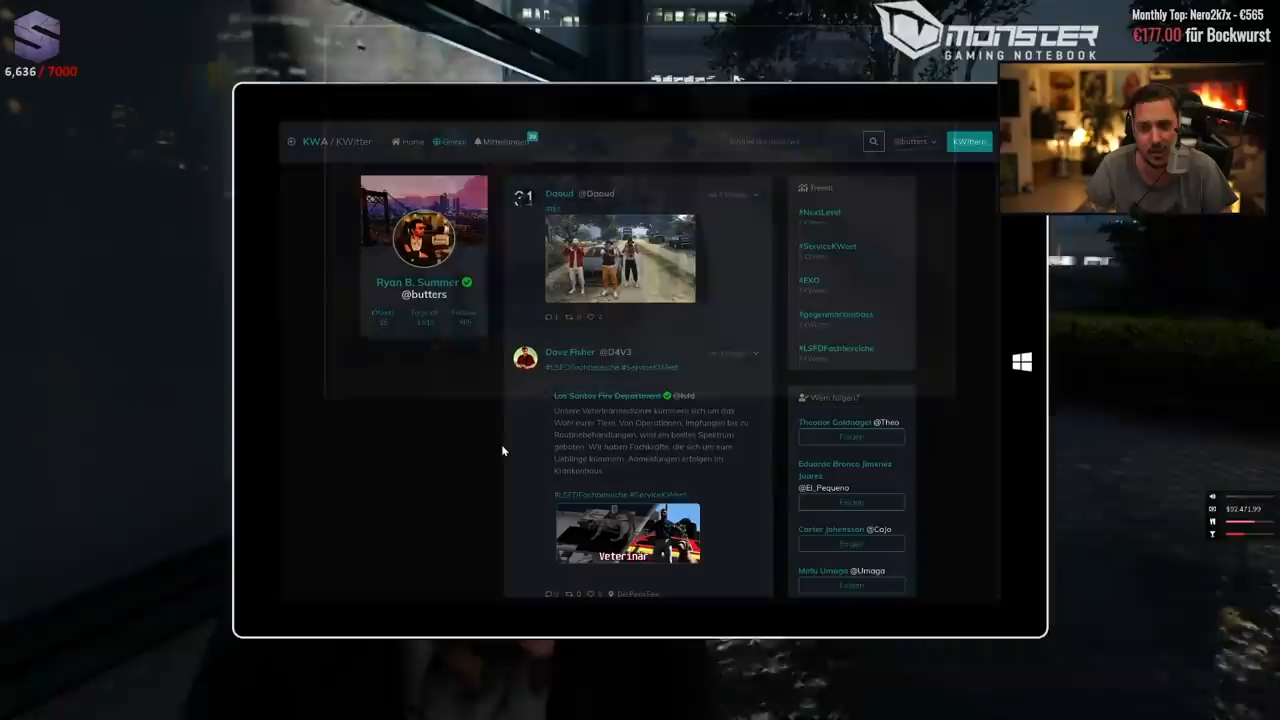 Monthly Top: Nero2k7x - €565
€177.00 für Bockwurst
6,636 / 7000
MONSTER
GAMING NOTEBOOK
KWA / KWitter
Home
Global
Mitteilungen
@butters
KWittern
Ryan B. Summer
@butters
KWeets
Daoud @Daoud
Dave Fisher @D4V3
#LSFDFachbereiche #ServiceKWeet
Los Santos Fire Department @lsfd
Unsere Veterinärmediziner kümmern sich um das
Wohl eurer Tiere. Von Operationen, Impfungen bis zu
Routinebehandlungen, wird ein breites Spektrum
geboten. Wir haben Fachkräfte, die sich um eure
Lieblinge kümmern. Anmeldungen erfolgen im
Krankenhaus.
#LSFDFachbereiche #ServiceKWeet
Veterinär
Trends
#NextLevel
#ServiceKWeet
#EKO
#LSFDFachbereiche
Wem folgen?
Theodor Goldnagel @Theo
Folgen
Eduardo Bronco Jimenez
Juarez
@El_Pequeno
Folgen
Carter Johansson @CaJo
Folgen
Motu Umaga @Umaga
Folgen
$92.471,99